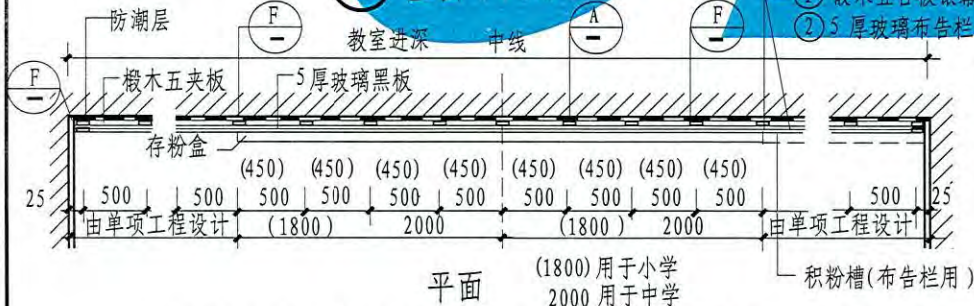 防潮层
F
A
F
② 5 厚玻璃布告栏
教室进深
中线
F
椴木五夹板
5厚玻璃黑板
存粉盒
(450) (450) (450) (450) (450) (450) (450) (450)
25 500 500 500 500 500 500 500 500 500 500 500 25
由单项工程设计 (1800) 2000 (1800) 2000 由单项工程设计
平面
(1800)用于小学
2000 用于中学
积粉槽(布告栏用)